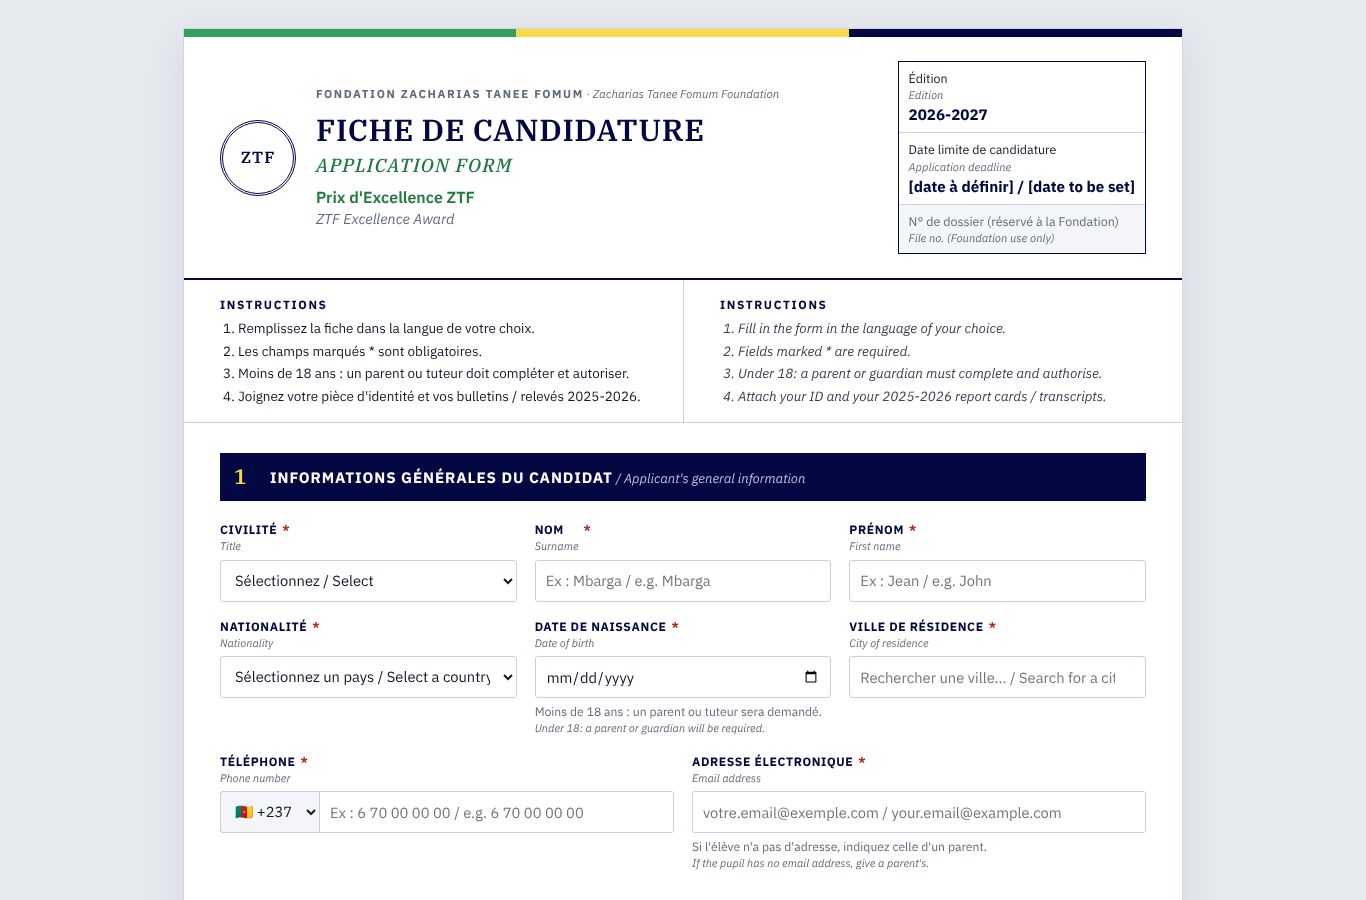 ZTF
FONDATION ZACHARIAS TANEE FOMUM · Zacharias Tanee Fomum Foundation
FICHE DE CANDIDATURE
APPLICATION FORM
Prix d'Excellence ZTF
ZTF Excellence Award
Édition
Edition
2026-2027
Date limite de candidature
Application deadline
[date à définir] / [date to be set]
N° de dossier (réservé à la Fondation)
File no. (Foundation use only)
INSTRUCTIONS
1. Remplissez la fiche dans la langue de votre choix.
2. Les champs marqués * sont obligatoires.
3. Moins de 18 ans : un parent ou tuteur doit compléter et autoriser.
4. Joignez votre pièce d'identité et vos bulletins / relevés 2025-2026.
INSTRUCTIONS
1. Fill in the form in the language of your choice.
2. Fields marked * are required.
3. Under 18: a parent or guardian must complete and authorise.
4. Attach your ID and your 2025-2026 report cards / transcripts.
1 INFORMATIONS GÉNÉRALES DU CANDIDAT / Applicant's general information
CIVILITÉ *
Title
Sélectionnez / Select
NOM *
Surname
Ex : Mbarga / e.g. Mbarga
PRÉNOM *
First name
Ex : Jean / e.g. John
NATIONALITÉ *
Nationality
Sélectionnez un pays / Select a country
DATE DE NAISSANCE *
Date of birth
mm/dd/yyyy
Moins de 18 ans : un parent ou tuteur sera demandé.
Under 18: a parent or guardian will be required.
VILLE DE RÉSIDENCE *
City of residence
Rechercher une ville... / Search for a cit
TÉLÉPHONE *
Phone number
🇨🇲 +237
Ex : 6 70 00 00 00 / e.g. 6 70 00 00 00
ADRESSE ÉLECTRONIQUE *
Email address
votre.email@exemple.com / your.email@example.com
Si l'élève n'a pas d'adresse, indiquez celle d'un parent.
If the pupil has no email address, give a parent's.